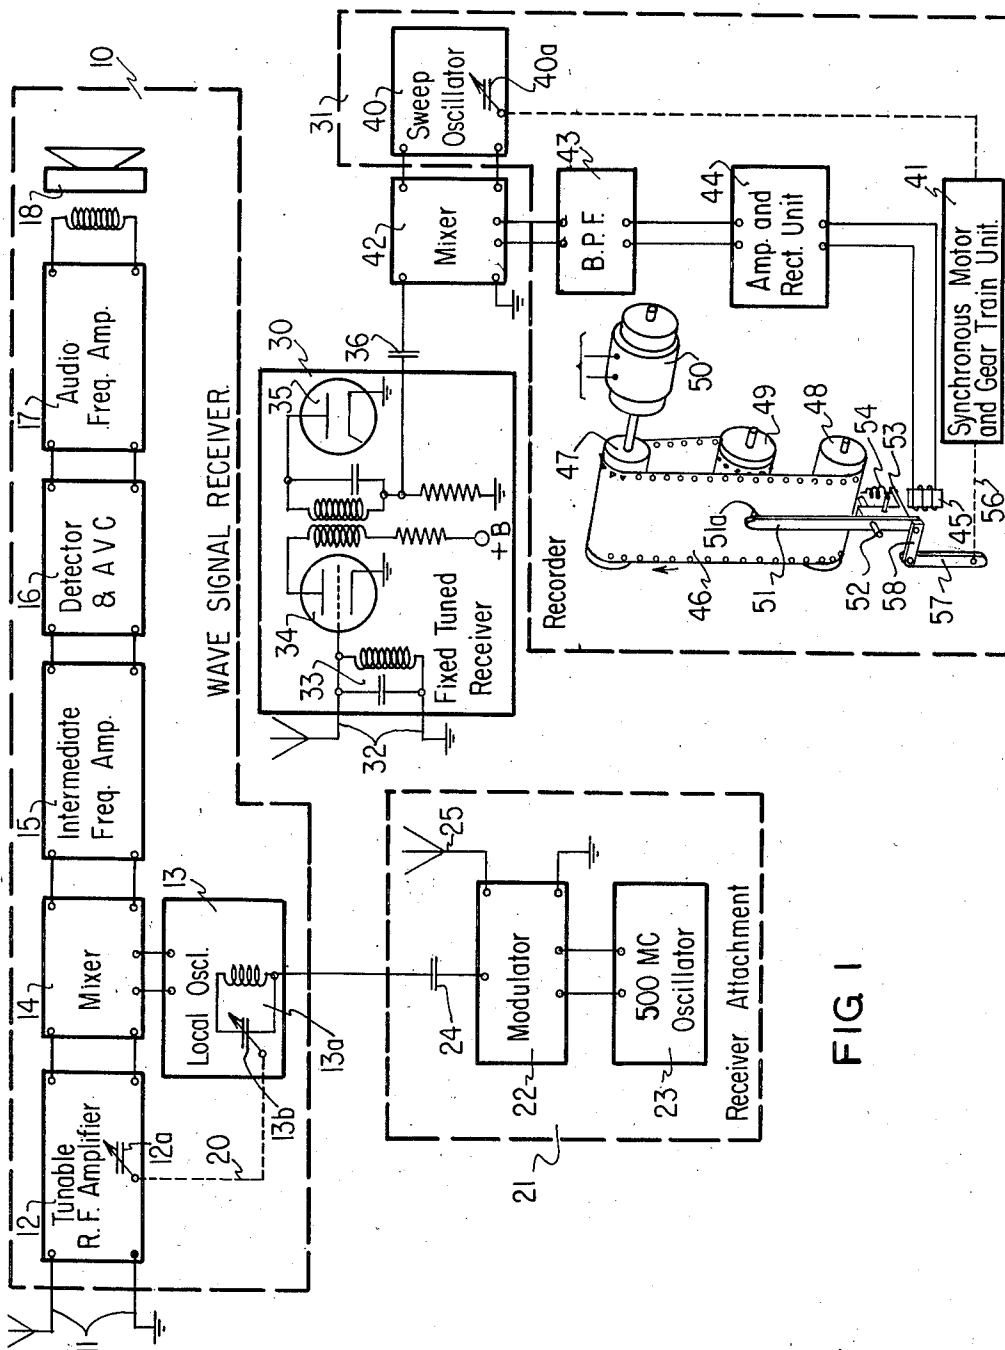 10
18
17
Audio
Freq. Amp.
16
Detector
& A V C
15
Intermediate
Freq. Amp.
14
Mixer
12
Tunable
R.F. Amplifier
12a
11
20
13
Local Oscl.
13a
13b
WAVE SIGNAL RECEIVER.
30
35
34
33
32
36
+B
Fixed Tuned
Receiver
24
25
22
Modulator
23
500 MC
Oscillator
21
Receiver Attachment
31
40
Sweep
Oscillator
40a
42
Mixer
43
B.P.F.
44
Amp. and
Rect. Unit
41
Synchronous Motor
and Gear Train Unit
Recorder
47
50
49
48
46
51a
51
52
54
53
45
58
57
56
FIG 1